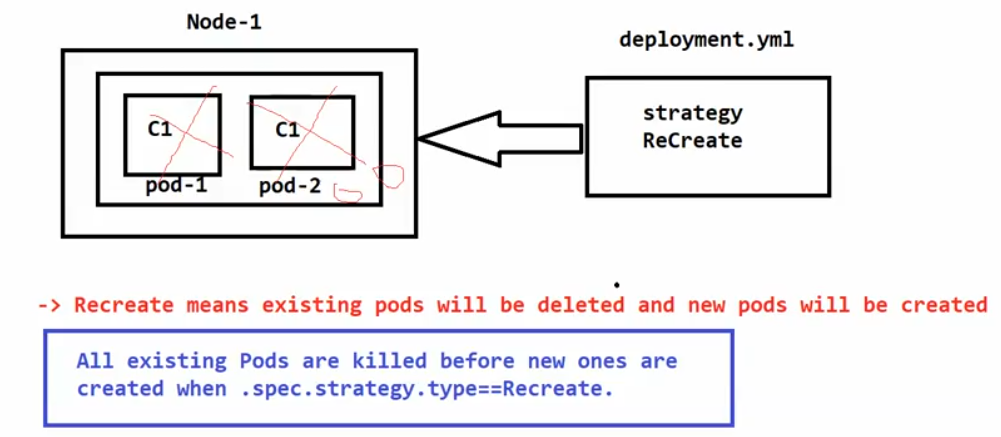 Node-1
deployment.yml
strategy
ReCreate
C1
C1
pod-1
pod-2
-> Recreate means existing pods will be deleted and new pods will be created
All existing Pods are killed before new ones are
created when .spec.strategy.type==Recreate.